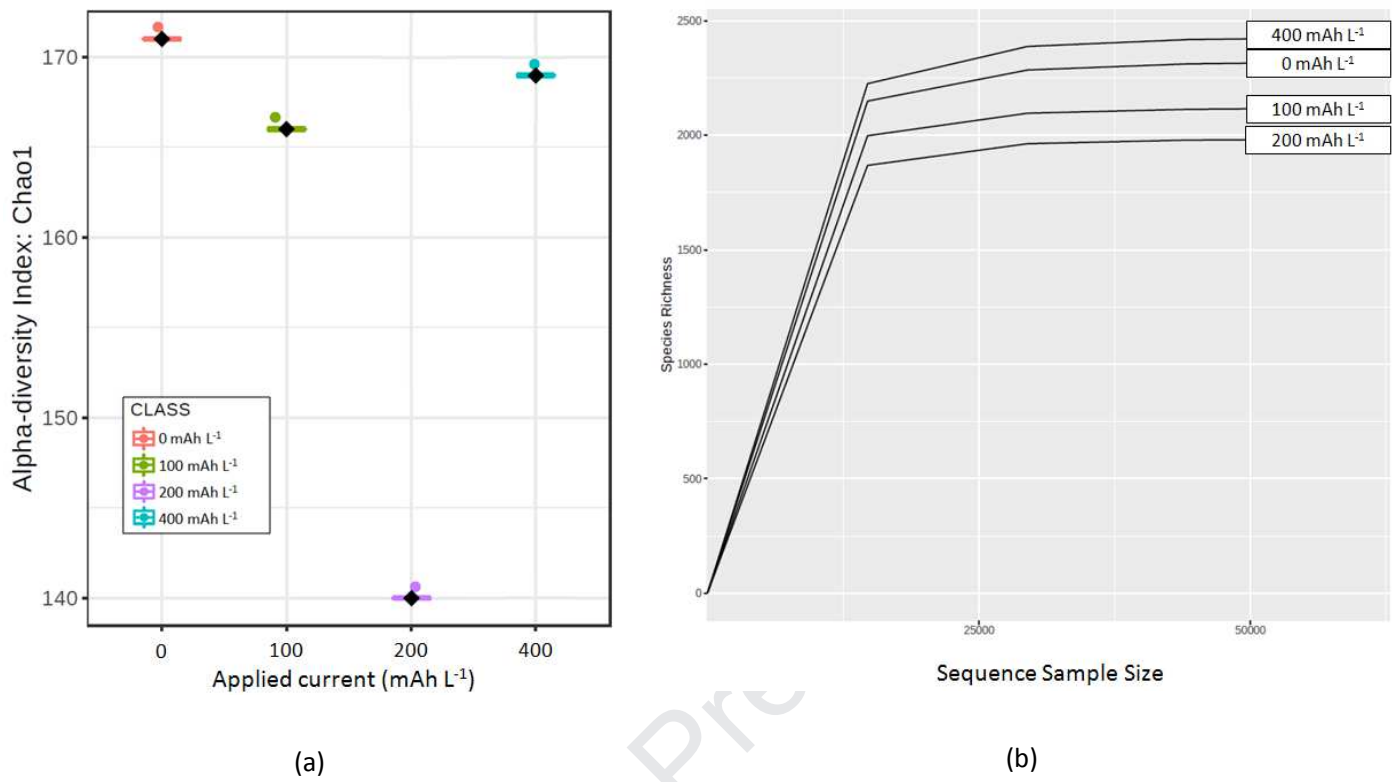 Alpha-diversity Index: Chao1
170
160
150
140
CLASS
0 mAh L⁻¹
100 mAh L⁻¹
200 mAh L⁻¹
400 mAh L⁻¹
0 100 200 400
Applied current (mAh L⁻¹)
(a)
Species Richness
2500
2000
1500
1000
500
0
400 mAh L⁻¹
0 mAh L⁻¹
100 mAh L⁻¹
200 mAh L⁻¹
25000 50000
Sequence Sample Size
(b)
Pre